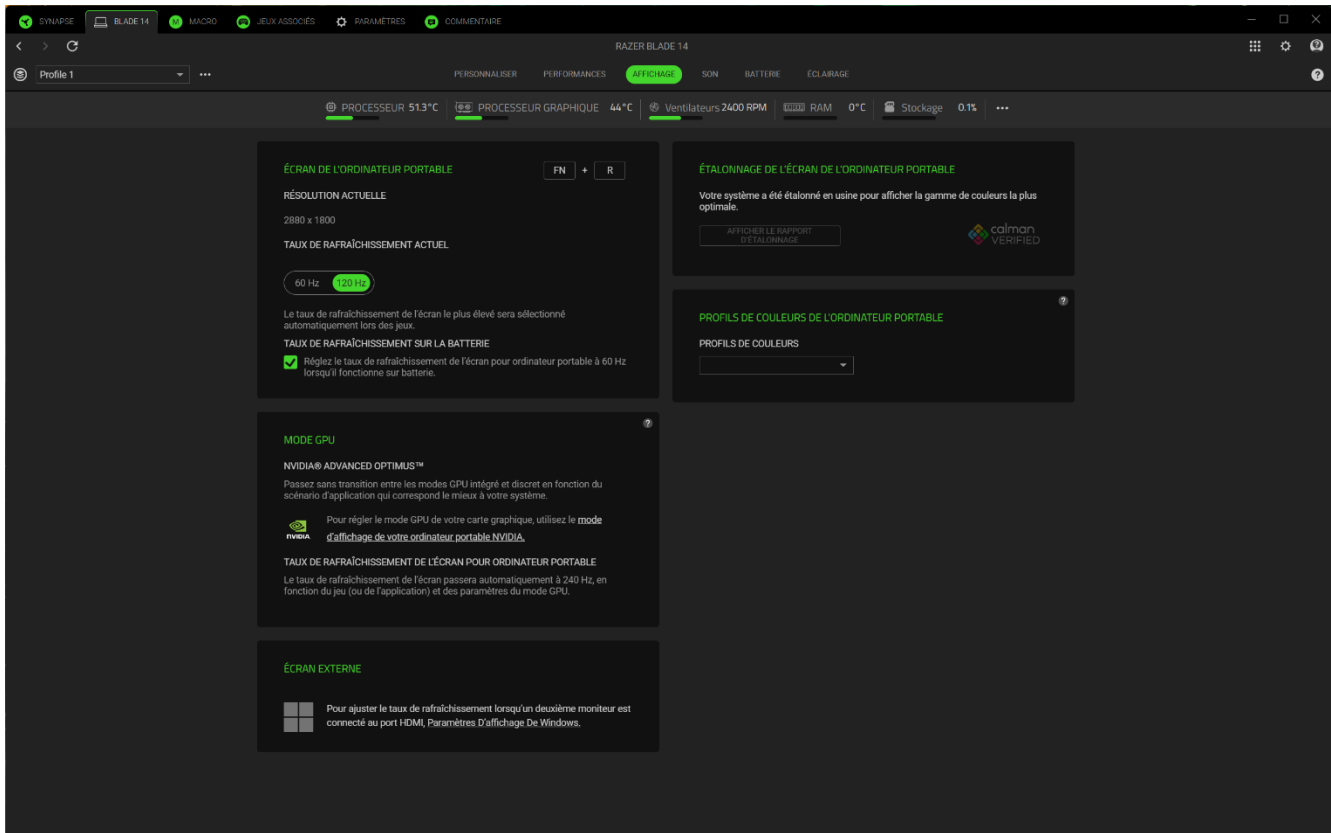 SYNAPSE BLADE 14 MACRO JEUX ASSOCIÉS PARAMÈTRES COMMENTAIRE
RAZER BLADE 14
Profile 1 PERSONNALISER PERFORMANCES AFFICHAGE SON BATTERIE ÉCLAIRAGE
PROCESSEUR 51.3°C PROCESSEUR GRAPHIQUE 44°C Ventilateurs 2400 RPM RAM 0°C Stockage 0.1%
ÉCRAN DE L'ORDINATEUR PORTABLE FN + R
RÉSOLUTION ACTUELLE
2880 x 1800
TAUX DE RAFRAÎCHISSEMENT ACTUEL
60 Hz 120 Hz
Le taux de rafraîchissement de l'écran le plus élevé sera sélectionné
automatiquement lors des jeux.
TAUX DE RAFRAÎCHISSEMENT SUR LA BATTERIE
Réglez le taux de rafraîchissement de l'écran pour ordinateur portable à 60 Hz
lorsqu'il fonctionne sur batterie.
MODE GPU
NVIDIA® ADVANCED OPTIMUS™
Passez sans transition entre les modes GPU intégré et discret en fonction du
scénario d'application qui correspond le mieux à votre système.
Pour régler le mode GPU de votre carte graphique, utilisez le mode
d'affichage de votre ordinateur portable NVIDIA.
NVIDIA
TAUX DE RAFRAÎCHISSEMENT DE L'ÉCRAN POUR ORDINATEUR PORTABLE
Le taux de rafraîchissement de l'écran passera automatiquement à 240 Hz, en
fonction du jeu (ou de l'application) et des paramètres du mode GPU.
ÉCRAN EXTERNE
Pour ajuster le taux de rafraîchissement lorsqu'un deuxième moniteur est
connecté au port HDMI, Paramètres D'affichage De Windows.
ÉTALONNAGE DE L'ÉCRAN DE L'ORDINATEUR PORTABLE
Votre système a été étalonné en usine pour afficher la gamme de couleurs la plus
optimale.
AFFICHER LE RAPPORT
D'ÉTALONNAGE
calman
VERIFIED
PROFILS DE COULEURS DE L'ORDINATEUR PORTABLE
PROFILS DE COULEURS